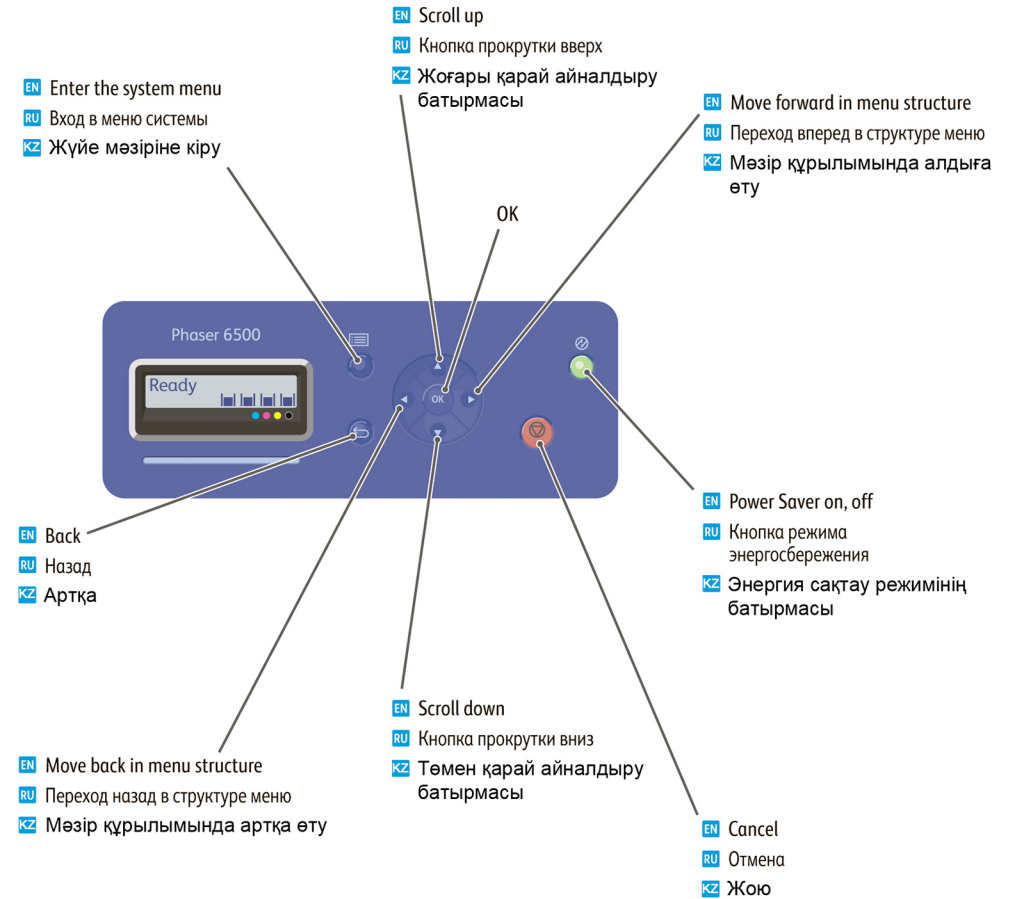 EN Scroll up
RU Кнопка прокрутки вверх
KZ Жоғары қарай айналдыру
батырмасы
EN Enter the system menu
RU Вход в меню системы
KZ Жүйе мәзіріне кіру
EN Move forward in menu structure
RU Переход вперед в структуре меню
KZ Мәзір құрылымында алдыға
өту
OK
Phaser 6500
Ready
OK
EN Back
RU Назад
KZ Артқа
EN Power Saver on, off
RU Кнопка режима
энергосбережения
KZ Энергия сақтау режимінің
батырмасы
EN Scroll down
RU Кнопка прокрутки вниз
KZ Төмен қарай айналдыру
батырмасы
EN Move back in menu structure
RU Переход назад в структуре меню
KZ Мәзір құрылымында артқа өту
EN Cancel
RU Отмена
KZ Жою